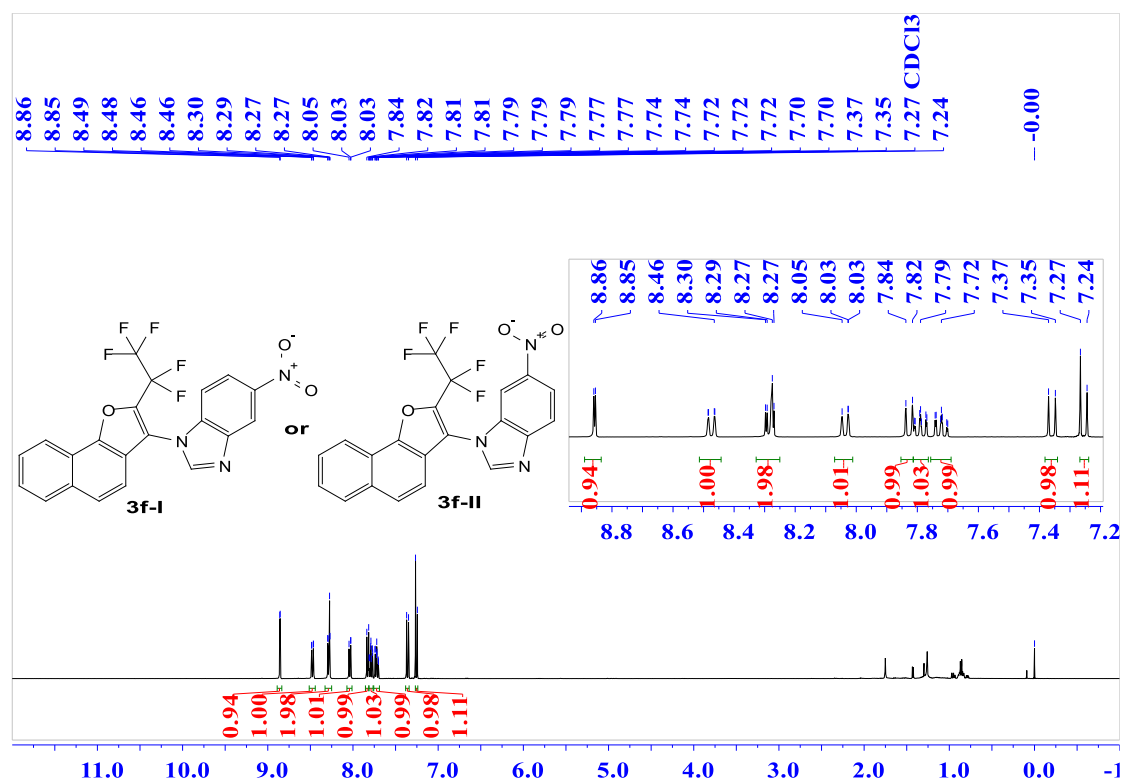 8.86 8.85 8.49 8.48 8.46 8.46 8.30 8.29 8.27 8.27 8.05 8.03 8.03 7.84 7.82 7.81 7.81 7.79 7.79 7.79 7.77 7.77 7.74 7.74 7.72 7.72 7.72 7.70 7.70 7.37 7.35 7.27 CDCl3 7.24 −0.00
8.86 8.85 8.46 8.30 8.29 8.27 8.27 8.05 8.03 8.03 7.84 7.82 7.79 7.72 7.37 7.35 7.27 7.24
F F F F F O N N O- N+ O
or
F F F F F O N N O- N+ O
3f-I
3f-II
0.94 1.00 1.98 1.01 0.99 1.03 0.99 0.98 1.11
8.8 8.6 8.4 8.2 8.0 7.8 7.6 7.4 7.2
0.94 1.00 1.98 1.01 0.99 1.03 0.99 0.98 1.11
11.0 10.0 9.0 8.0 7.0 6.0 5.0 4.0 3.0 2.0 1.0 0.0 -1